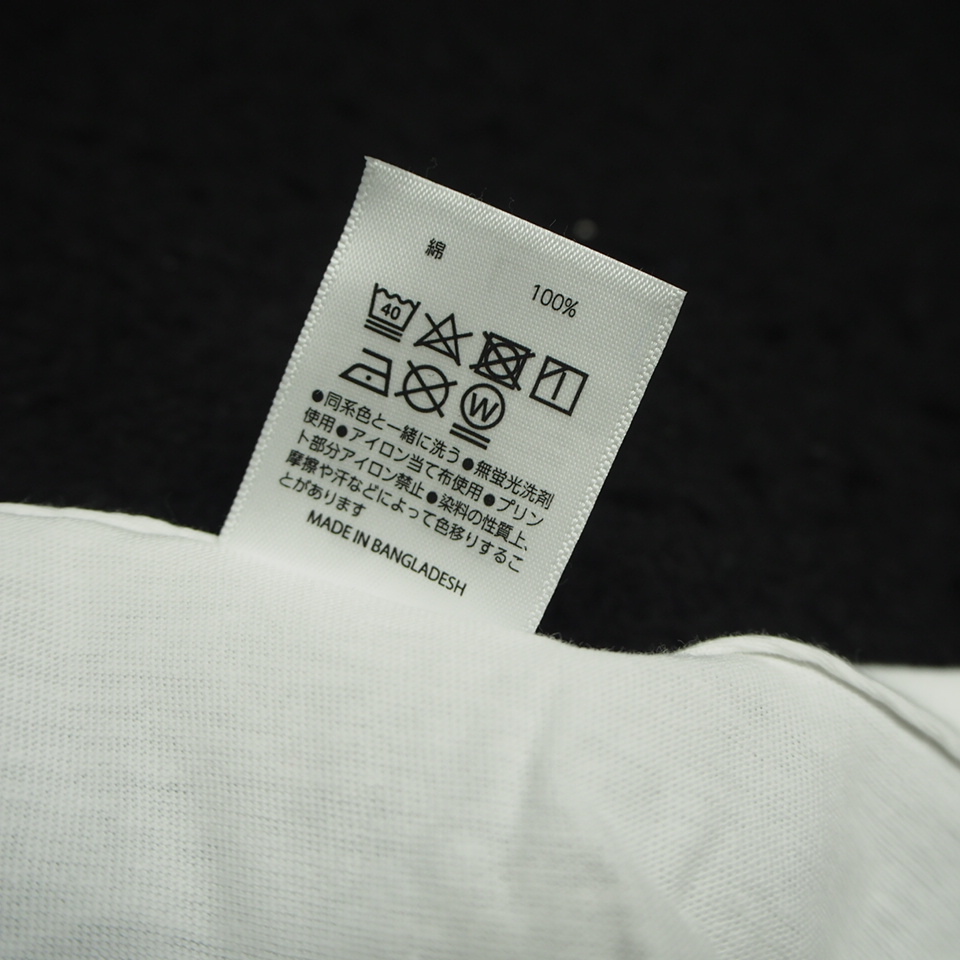 綿 100%
40
W
●同系色と一緒に洗う●無蛍光洗剤
使用●アイロン当て布使用●プリン
ト部分アイロン禁止●染料の性質上、
摩擦や汗などによって色移りするこ
とがあります
MADE IN BANGLADESH